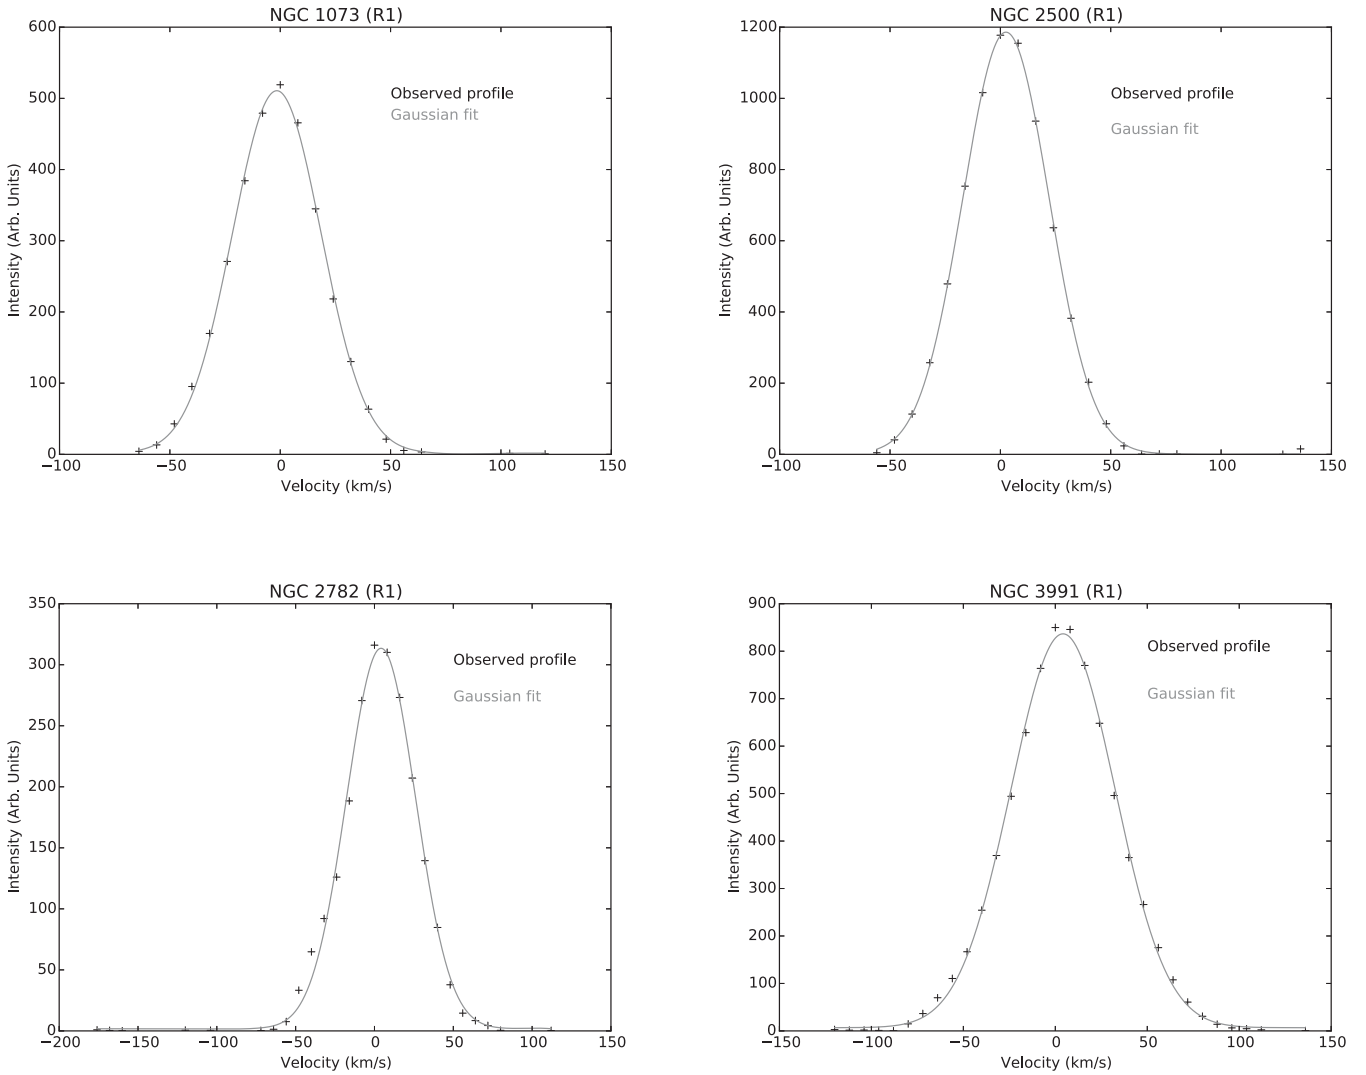 NGC 1073 (R1)
600
500
400
300
200
100
0
Intensity (Arb. Units)
Observed profile
Gaussian fit
−100 −50 0 50 100 150
Velocity (km/s)
NGC 2500 (R1)
1200
1000
800
600
400
200
0
Intensity (Arb. Units)
Observed profile
Gaussian fit
−100 −50 0 50 100 150
Velocity (km/s)
NGC 2782 (R1)
350
300
250
200
150
100
50
0
Intensity (Arb. Units)
Observed profile
Gaussian fit
−200 −150 −100 −50 0 50 100 150
Velocity (km/s)
NGC 3991 (R1)
900
800
700
600
500
400
300
200
100
0
Intensity (Arb. Units)
Observed profile
Gaussian fit
−150 −100 −50 0 50 100 150
Velocity (km/s)